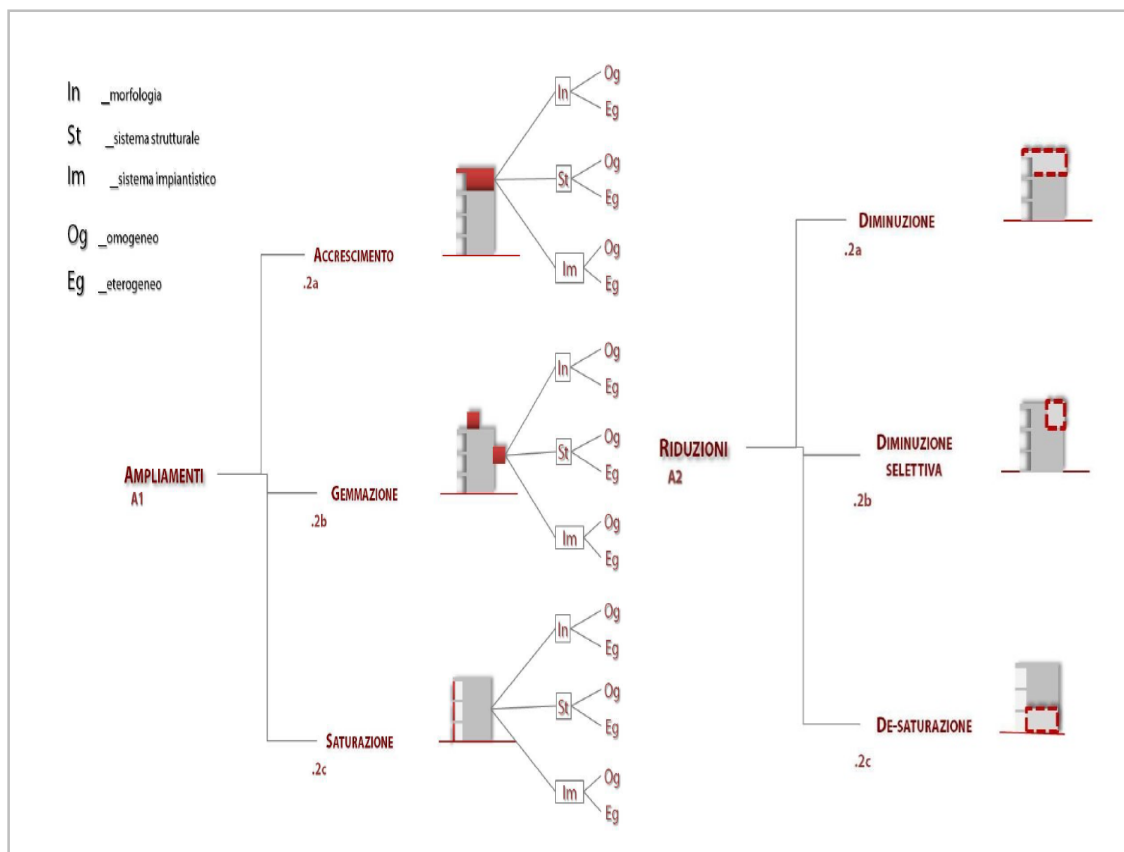 In _morfologia
St _sistema strutturale
Im _sistema impiantistico
Og _omogeneo
Eg _eterogeneo
AMPLIAMENTI
A1
ACCRESCIMENTO
.2a
In
Og
Eg
St
Og
Eg
Im
Og
Eg
GEMMAZIONE
.2b
In
Og
Eg
St
Og
Eg
Im
Og
Eg
SATURAZIONE
.2c
In
Og
Eg
St
Og
Eg
Im
Og
Eg
RIDUZIONI
A2
DIMINUZIONE
.2a
DIMINUZIONE
SELETTIVA
.2b
DE-SATURAZIONE
.2c